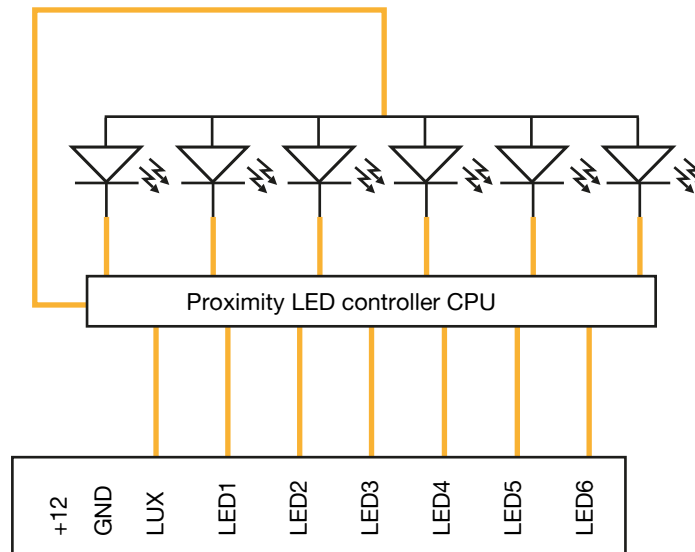 Proximity LED controller CPU
+12
GND
LUX
LED1
LED2
LED3
LED4
LED5
LED6